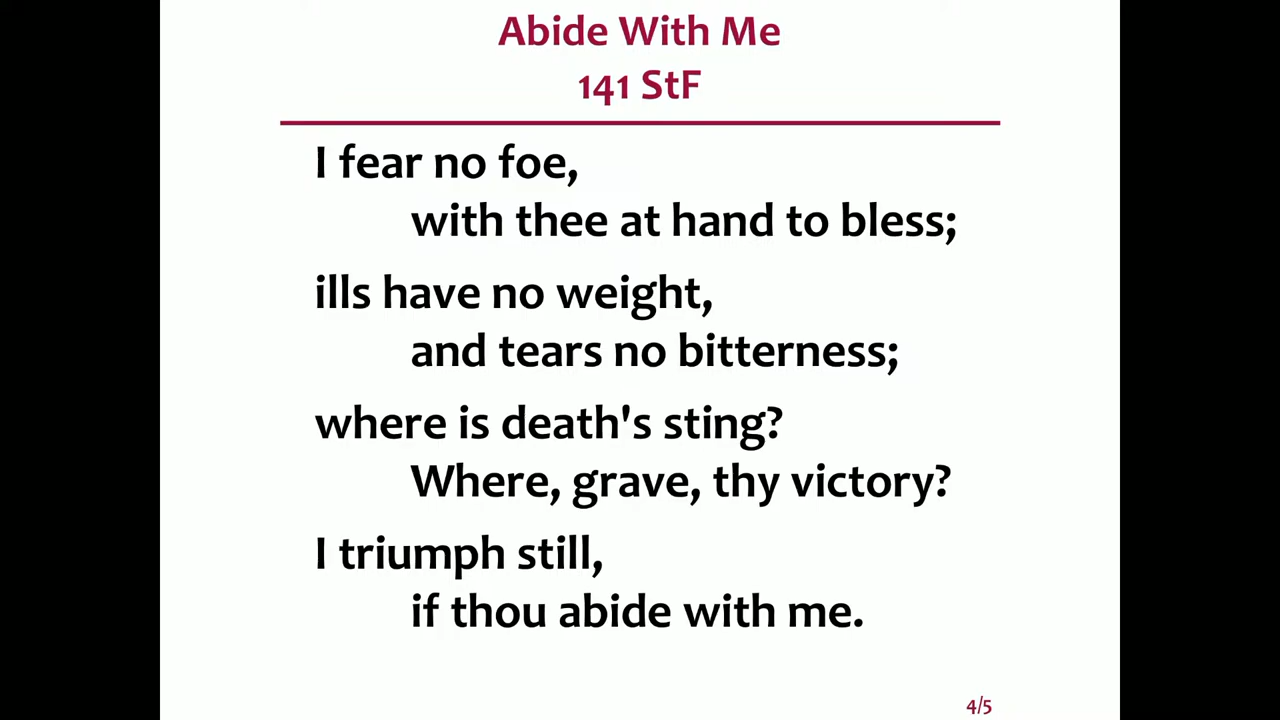 Abide With Me
141 StF
I fear no foe,
with thee at hand to bless;
ills have no weight,
and tears no bitterness;
where is death's sting?
Where, grave, thy victory?
I triumph still,
if thou abide with me.
4/5